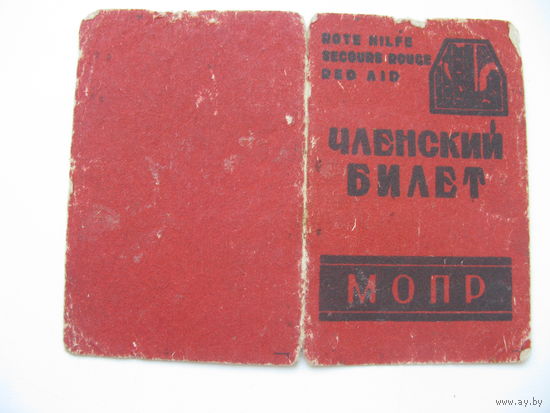 ROTE HILFE
SECOURS ROUGE
RED AID
ЧЛЕНСКИЙ
БИЛЕТ
МОПР
www.ay.by